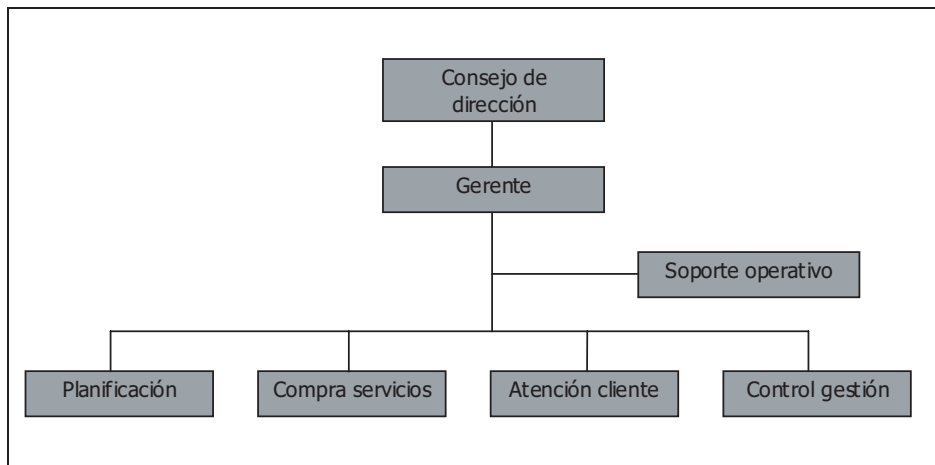 Consejo de
dirección
Gerente
Soporte operativo
Planificación
Compra servicios
Atención cliente
Control gestión